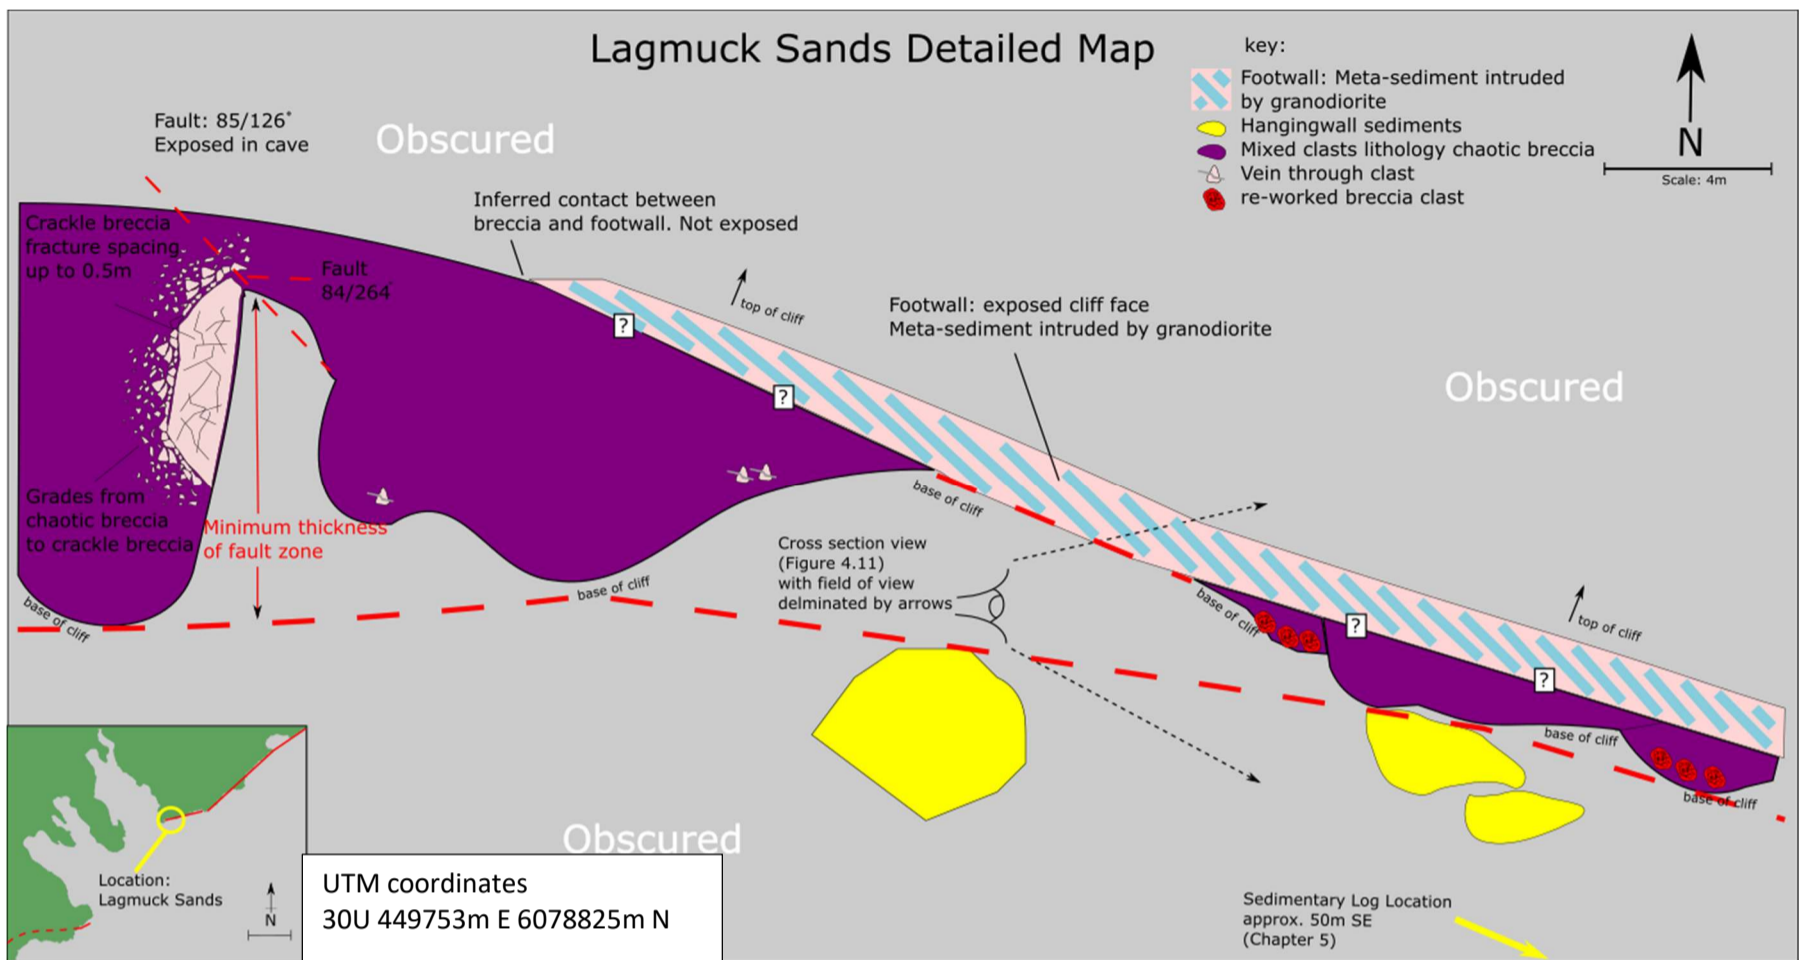 Lagmuck Sands Detailed Map
key:
Footwall: Meta-sediment intruded
by granodiorite
Hangingwall sediments
Mixed clasts lithology chaotic breccia
Vein through clast
re-worked breccia clast
N
Scale: 4m
Fault: 85/126°
Exposed in cave
Obscured
Inferred contact between
breccia and footwall. Not exposed
Crackle breccia
fracture spacing
up to 0.5m
Fault
84/264
?
top of cliff
Footwall: exposed cliff face
Meta-sediment intruded by granodiorite
Obscured
?
Grades from
chaotic breccia
to crackle breccia
Minimum thickness
of fault zone
base of cliff
base of cliff
base of cliff
Cross section view
(Figure 4.11)
with field of view
delminated by arrows
base of cliff
?
top of cliff
?
base of cliff
base of cliff
Obscured
Location:
Lagmuck Sands
N
UTM coordinates
30U 449753m E 6078825m N
Sedimentary Log Location
approx. 50m SE
(Chapter 5)